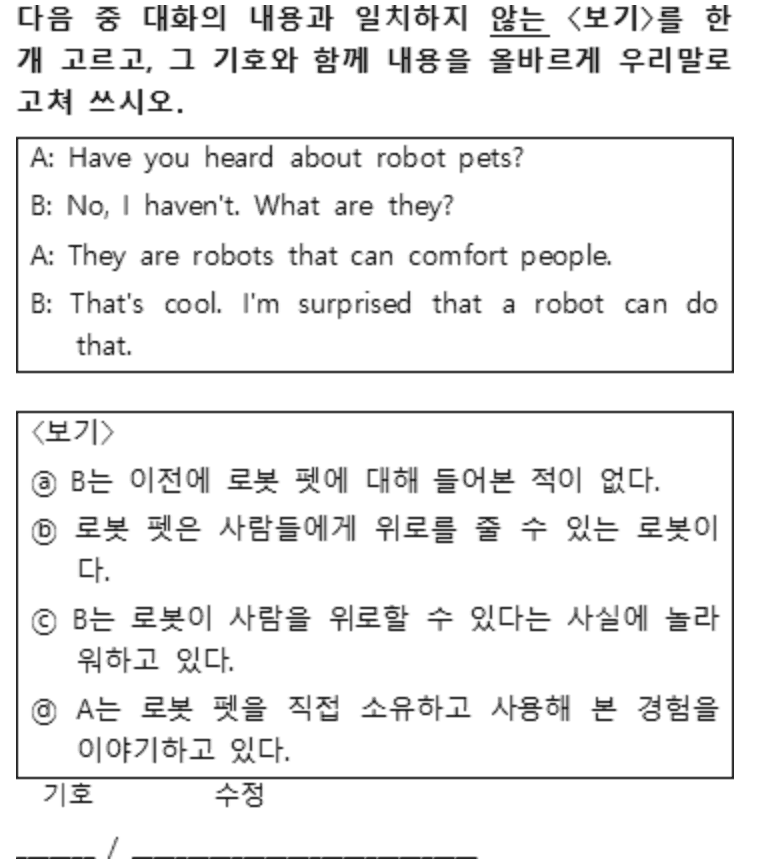 다음 중 대화의 내용과 일치하지 않는 〈보기〉를 한
개 고르고, 그 기호와 함께 내용을 올바르게 우리말로
고쳐 쓰시오.
A: Have you heard about robot pets?
B: No, I haven't. What are they?
A: They are robots that can comfort people.
B: That's cool. I'm surprised that a robot can do
that.
〈보기〉
ⓐ B는 이전에 로봇 펫에 대해 들어본 적이 없다.
ⓑ 로봇 펫은 사람들에게 위로를 줄 수 있는 로봇이
다.
ⓒ B는 로봇이 사람을 위로할 수 있다는 사실에 놀라
워하고 있다.
ⓓ A는 로봇 펫을 직접 소유하고 사용해 본 경험을
이야기하고 있다.
기호 수정
______ / __________________________